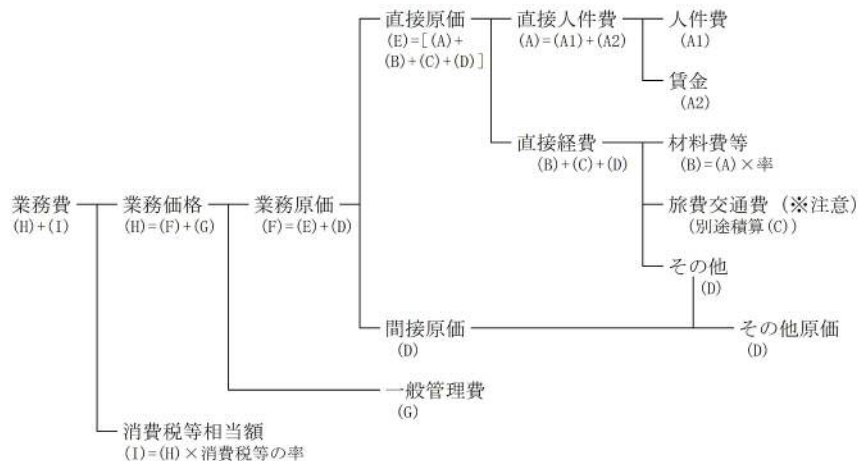 直接原価
(E)=[(A)+
(B)+(C)+(D)]
直接人件費
(A)=(A1)+(A2)
人件費
(A1)
賃金
(A2)
直接経費
(B)+(C)+(D)
材料費等
(B)=(A)×率
業務費
(H)+(I)
業務価格
(H)=(F)+(G)
業務原価
(F)=(E)+(D)
旅費交通費(※注意)
(別途積算(C))
その他
(D)
間接原価
(D)
その他原価
(D)
一般管理費
(G)
消費税等相当額
(I)=(H)×消費税等の率